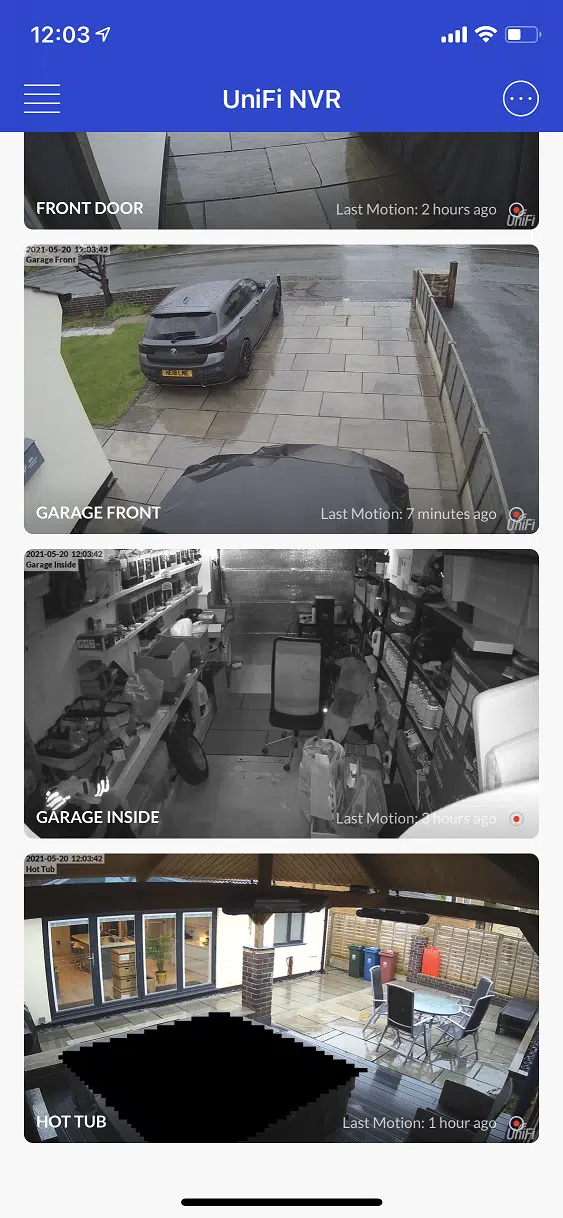 12:03
UniFi NVR
FRONT DOOR
Last Motion: 2 hours ago
UniFi
2021-05-20 12:03:42
Garage Front
GARAGE FRONT
Last Motion: 7 minutes ago
UniFi
2021-05-20 12:03:42
Garage Inside
GARAGE INSIDE
Last Motion: 3 hours ago
2021-05-20 12:03:42
Hot Tub
HOT TUB
Last Motion: 1 hour ago
UniFi